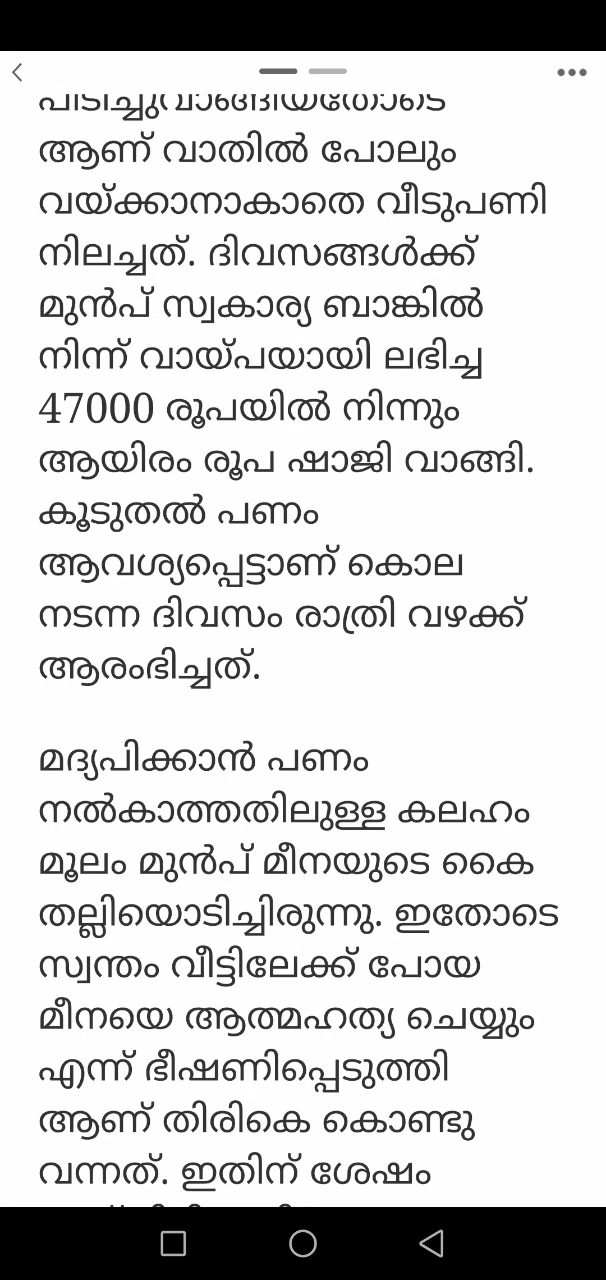 പിടിച്ചുവാങ്ങിയതോടെ
ആണ് വാതിൽ പോലും
വയ്ക്കാനാകാതെ വീടുപണി
നിലച്ചത്. ദിവസങ്ങൾക്ക്
മുൻപ് സ്വകാര്യ ബാങ്കിൽ
നിന്ന് വായ്പയായി ലഭിച്ച
47000 രൂപയിൽ നിന്നും
ആയിരം രൂപ ഷാജി വാങ്ങി.
കൂടുതൽ പണം
ആവശ്യപ്പെട്ടാണ് കൊല
നടന്ന ദിവസം രാത്രി വഴക്ക്
ആരംഭിച്ചത്.
മദ്യപിക്കാൻ പണം
നൽകാത്തതിലുള്ള കലഹം
മൂലം മുൻപ് മീനയുടെ കൈ
തല്ലിയൊടിച്ചിരുന്നു. ഇതോടെ
സ്വന്തം വീട്ടിലേക്ക് പോയ
മീനയെ ആത്മഹത്യ ചെയ്യും
എന്ന് ഭീഷണിപ്പെടുത്തി
ആണ് തിരികെ കൊണ്ടു
വന്നത്. ഇതിന് ശേഷം